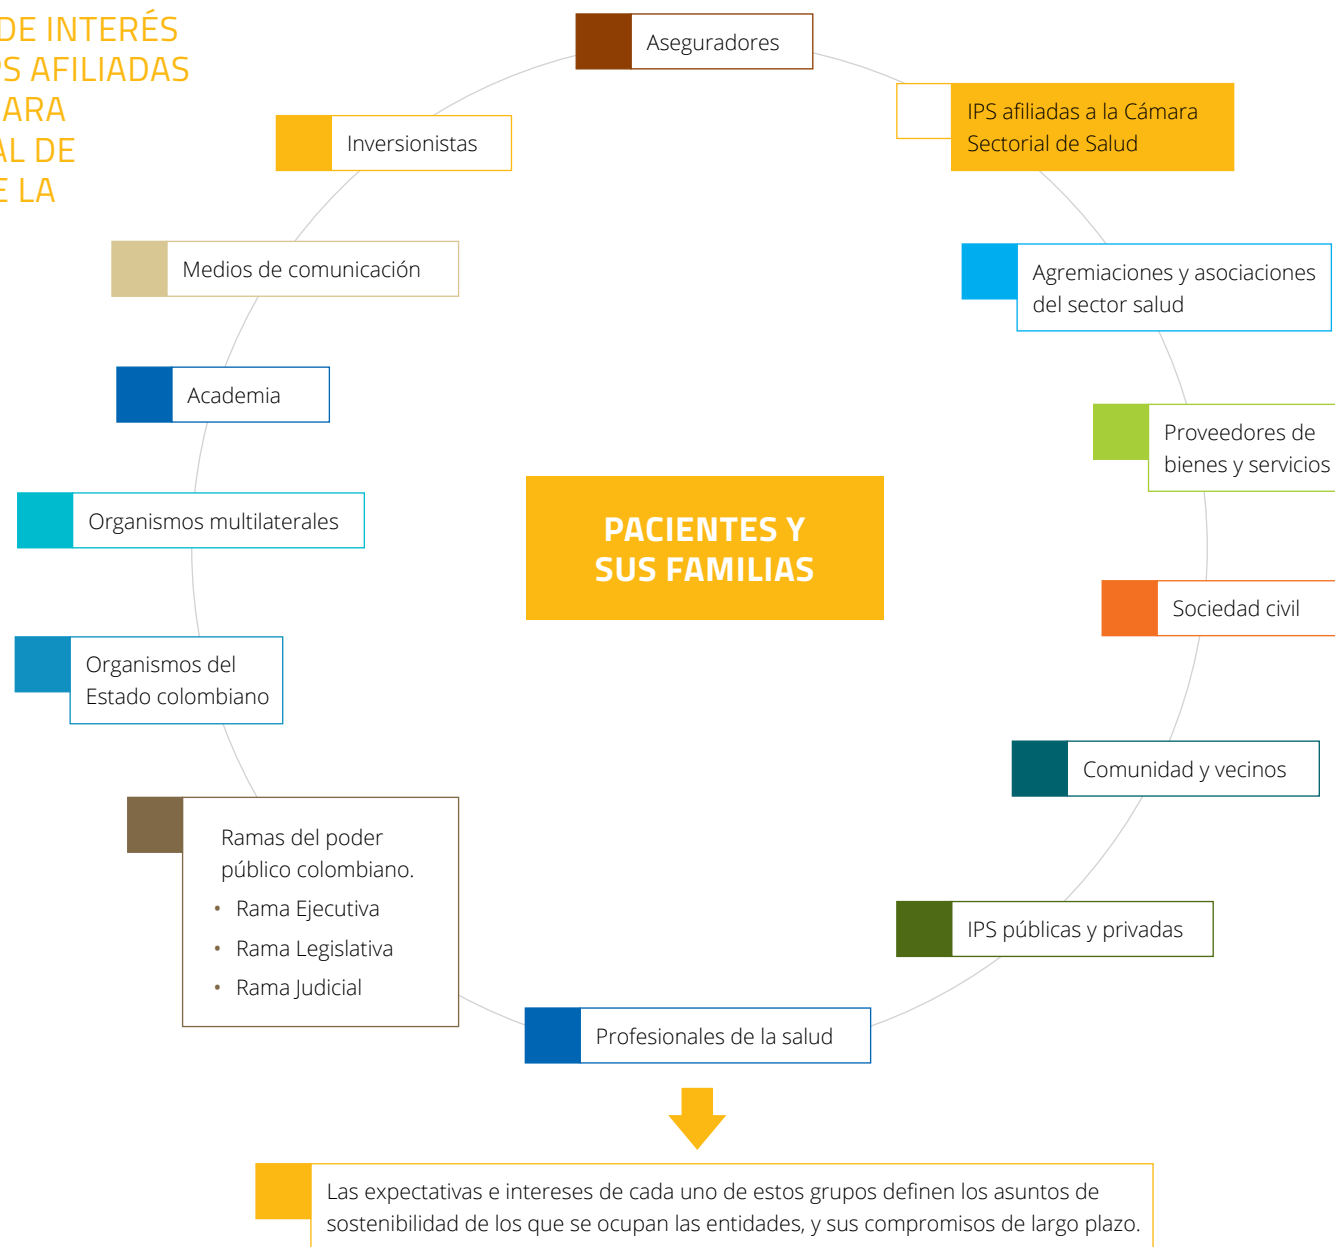 DE INTERÉS
AFILIADAS
DE
LA
Aseguradores
IPS afiliadas a la Cámara
Sectorial de Salud
Inversionistas
Medios de comunicación
Agremiaciones y asociaciones
del sector salud
Academia
Proveedores de
bienes y servicios
Organismos multilaterales
PACIENTES Y
SUS FAMILIAS
Sociedad civil
Organismos del
Estado colombiano
Comunidad y vecinos
Ramas del poder
público colombiano.
• Rama Ejecutiva
• Rama Legislativa
• Rama Judicial
IPS públicas y privadas
Profesionales de la salud
Las expectativas e intereses de cada uno de estos grupos definen los asuntos de
sostenibilidad de los que se ocupan las entidades, y sus compromisos de largo plazo.